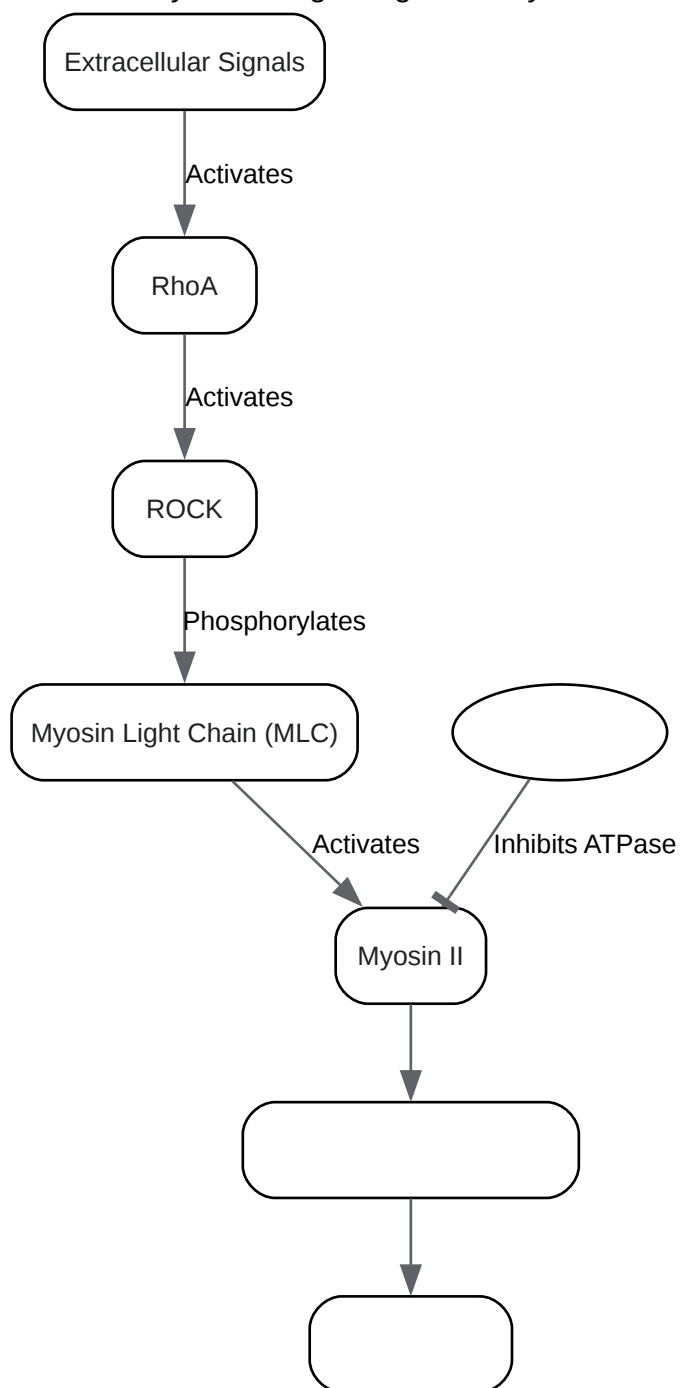 Extracellular Signals
Activates
RhoA
Activates
ROCK
Phosphorylates
Myosin Light Chain (MLC)
Activates
Inhibits ATPase
Myosin II